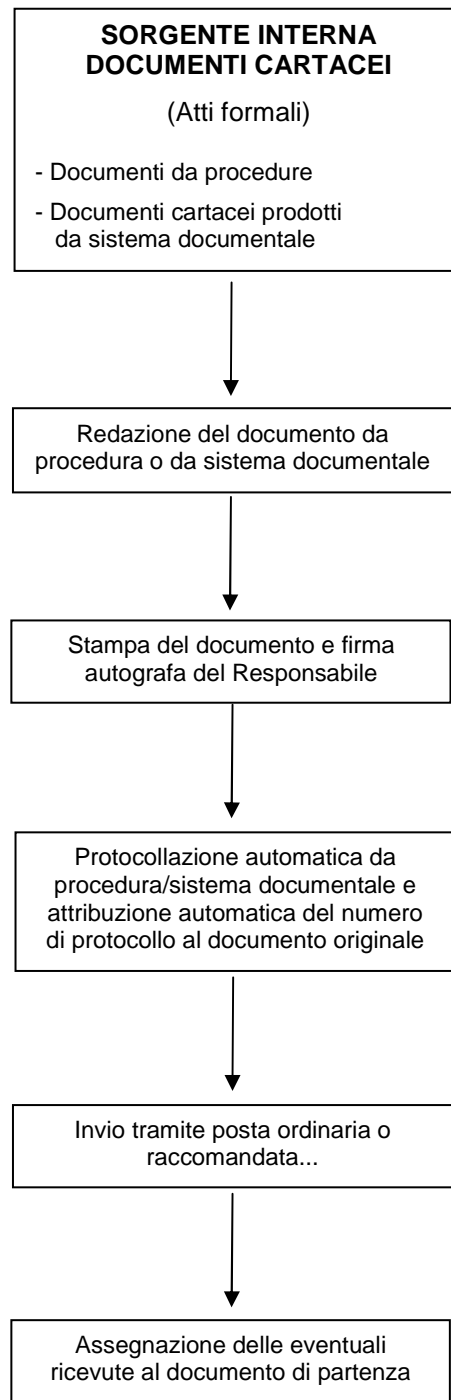 SORGENTE INTERNA
DOCUMENTI CARTACEI
(Atti formali)
- Documenti da procedure
- Documenti cartacei prodotti
da sistema documentale
Redazione del documento da
procedura o da sistema documentale
Stampa del documento e firma
autografa del Responsabile
Protocollazione automatica da
procedura/sistema documentale e
attribuzione automatica del numero
di protocollo al documento originale
Invio tramite posta ordinaria o
raccomandata...
Assegnazione delle eventuali
ricevute al documento di partenza